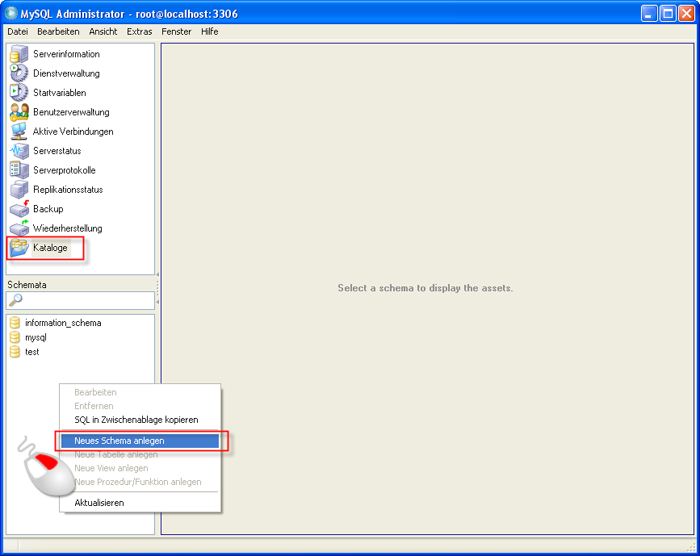 MySQL Administrator - root@localhost:3306
Datei Bearbeiten Ansicht Extras Fenster Hilfe
Serverinformation
Dienstverwaltung
Startvariablen
Benutzerverwaltung
Aktive Verbindungen
Serverstatus
Serverprotokolle
Replikationsstatus
Backup
Wiederherstellung
Kataloge
Schemata
information_schema
mysql
test
Select a schema to display the assets.
Bearbeiten
Entfernen
SQL in Zwischenablage kopieren
Neues Schema anlegen
Neue Tabelle anlegen
Neue View anlegen
Neue Prozedur/Funktion anlegen
Aktualisieren